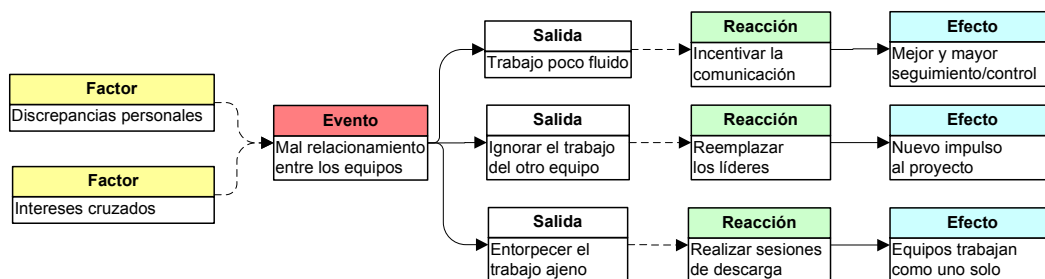 Factor
Discrepancias personales
Factor
Intereses cruzados
Evento
Mal relacionamiento
entre los equipos
Salida
Trabajo poco fluido
Reacción
Incentivar la
comunicación
Efecto
Mejor y mayor
seguimiento/control
Salida
Ignorar el trabajo
del otro equipo
Reacción
Reemplazar
los líderes
Efecto
Nuevo impulso
al proyecto
Salida
Entorpecer el
trabajo ajeno
Reacción
Realizar sesiones
de descarga
Efecto
Equipos trabajan
como uno solo